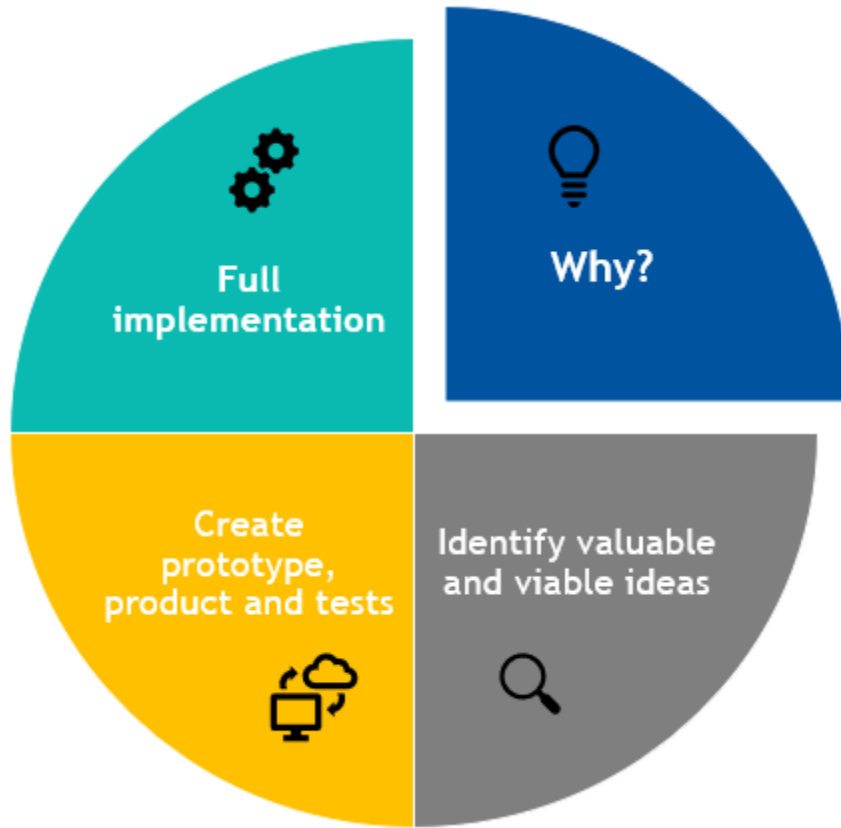 Full
implementation
Why?
Create
prototype,
product and tests
Identify valuable
and viable ideas